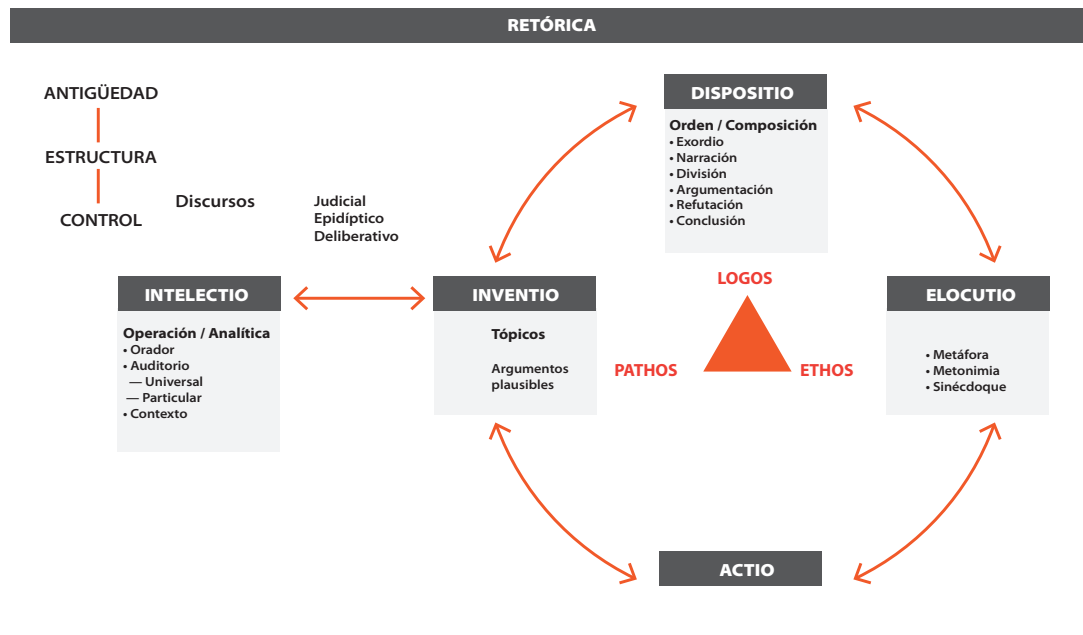 RETÓRICA
ANTIGÜEDAD
ESTRUCTURA
CONTROL
Discursos
Judicial
Epidíptico
Deliberativo
DISPOSITIO
Orden / Composición
• Exordio
• Narración
• División
• Argumentación
• Refutación
• Conclusión
INTELECTIO
Operación / Analítica
• Orador
• Auditorio
— Universal
— Particular
• Contexto
INVENTIO
Tópicos
Argumentos
plausibles
LOGOS
PATHOS
ETHOS
ELOCUTIO
• Metáfora
• Metonimia
• Sinécdoque
ACTIO